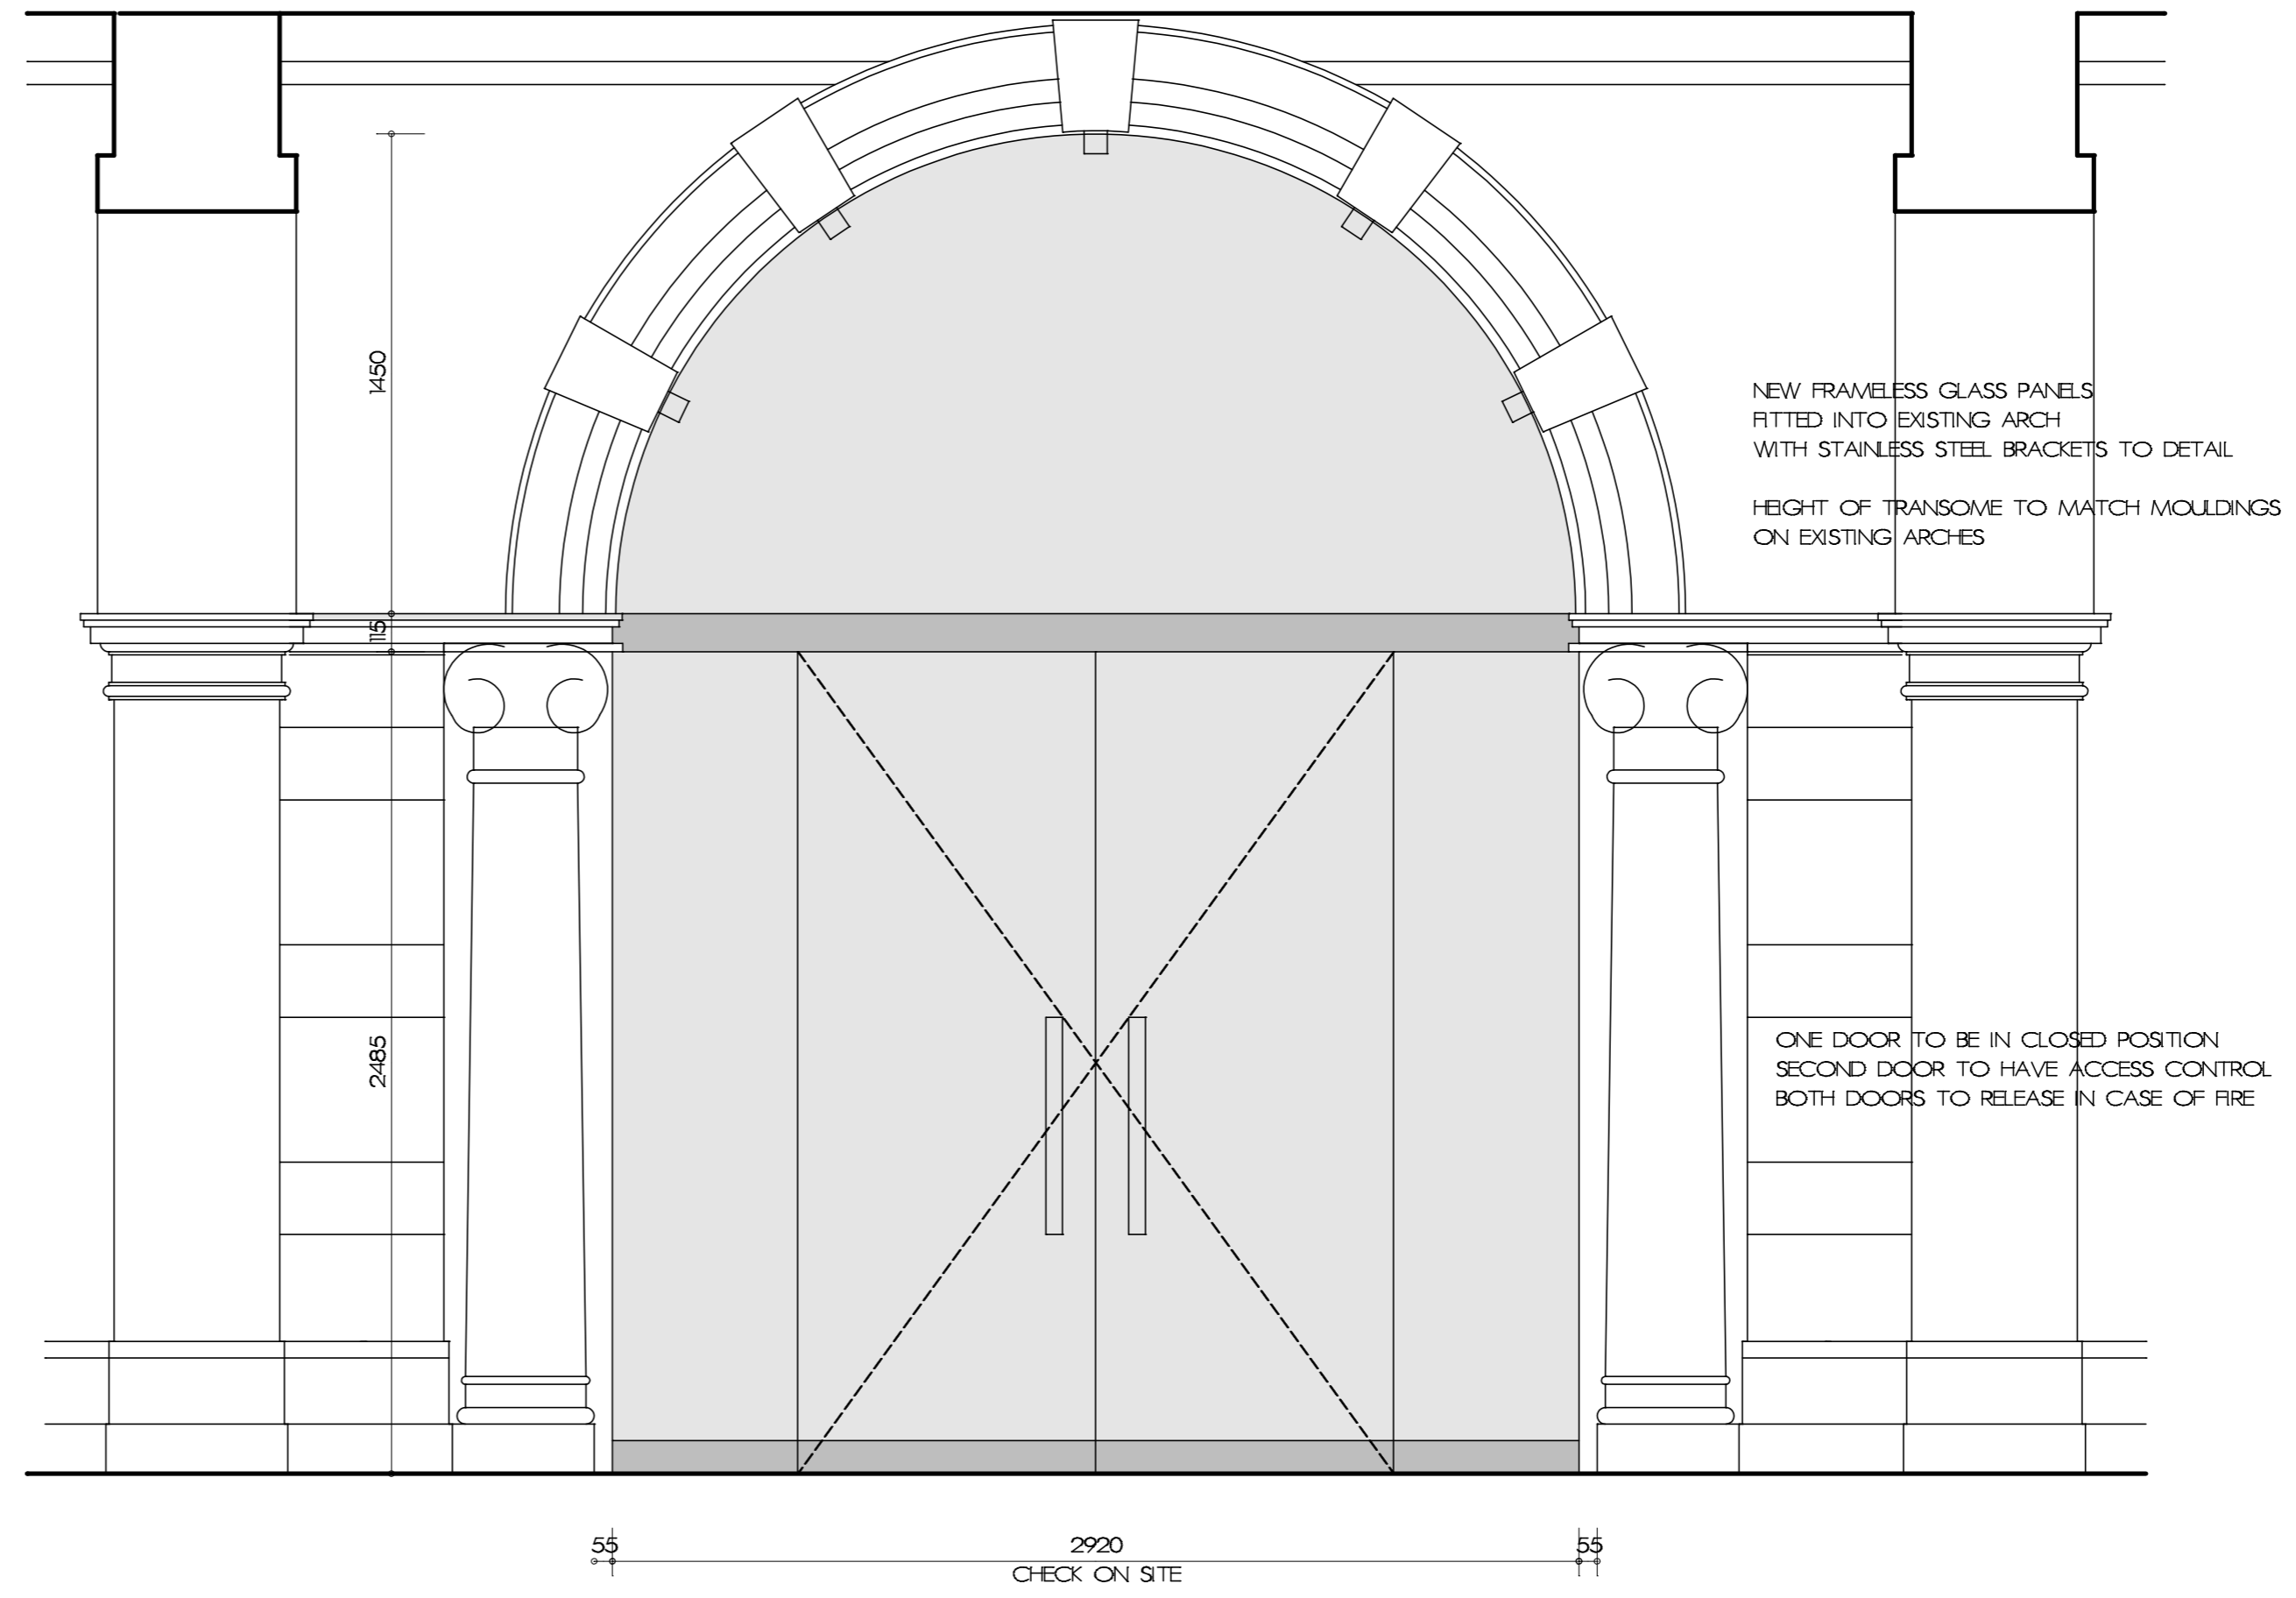 1450
NEW FRAMELESS GLASS PANELS
FITTED INTO EXISTING ARCH
WITH STAINLESS STEEL BRACKETS TO DETAIL
HEIGHT OF TRANSOME TO MATCH MOULDINGS
ON EXISTING ARCHES
115
2485
ONE DOOR TO BE IN CLOSED POSITION
SECOND DOOR TO HAVE ACCESS CONTROL
BOTH DOORS TO RELEASE IN CASE OF FIRE
55 2920 55
CHECK ON SITE